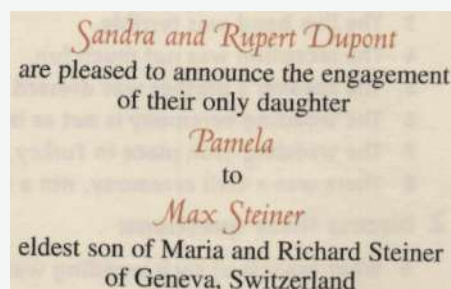 Sandra and Rupert Dupont
are pleased to announce the engagement
of their only daughter
Pamela
to
Max Steiner
eldest son of Maria and Richard Steiner
of Geneva, Switzerland